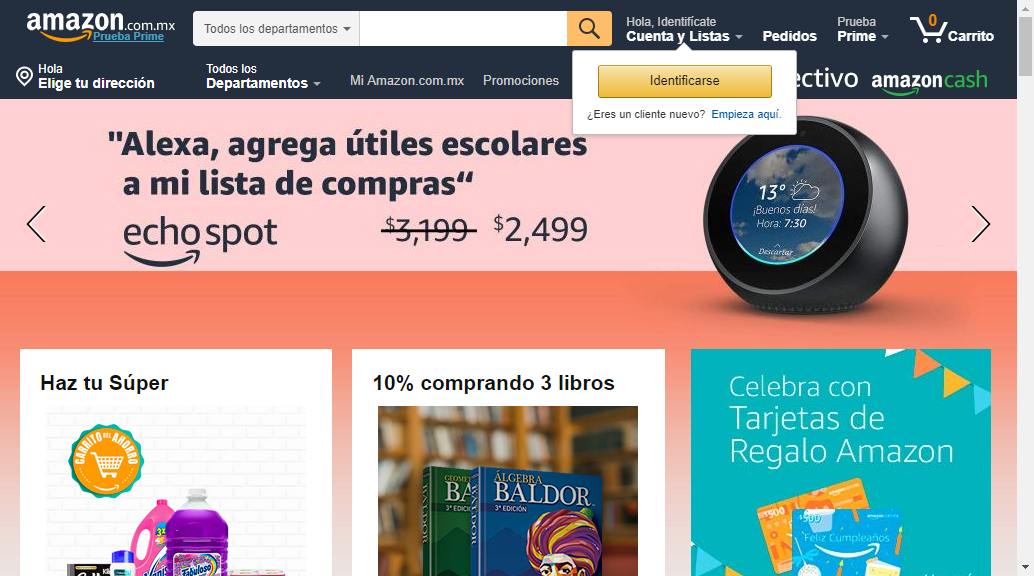 amazon.com.mx
Prueba Prime
Todos los departamentos
Hola, Identifícate
Cuenta y Listas
Pedidos
Prueba
Prime
0
Carrito
Hola
Elige tu dirección
Todos los
Departamentos
Mi Amazon.com.mx
Promociones
ectivo
amazoncash
Identificarse
¿Eres un cliente nuevo? Empieza aquí.
"Alexa, agrega útiles escolares
a mi lista de compras“
echo spot
$3,199 $2,499
13°
¡Buenos días!
Hora: 7:30
Descartar
Haz tu Súper
CARRITO DEL AHORRO
Vanish
Fabuloso
10% comprando 3 libros
ÁLGEBRA
BALDOR
3ª EDICIÓN
BALDOR
3ª EDICIÓN
Celebra con
Tarjetas de
Regalo Amazon
$500
$500
Feliz Cumpleaños